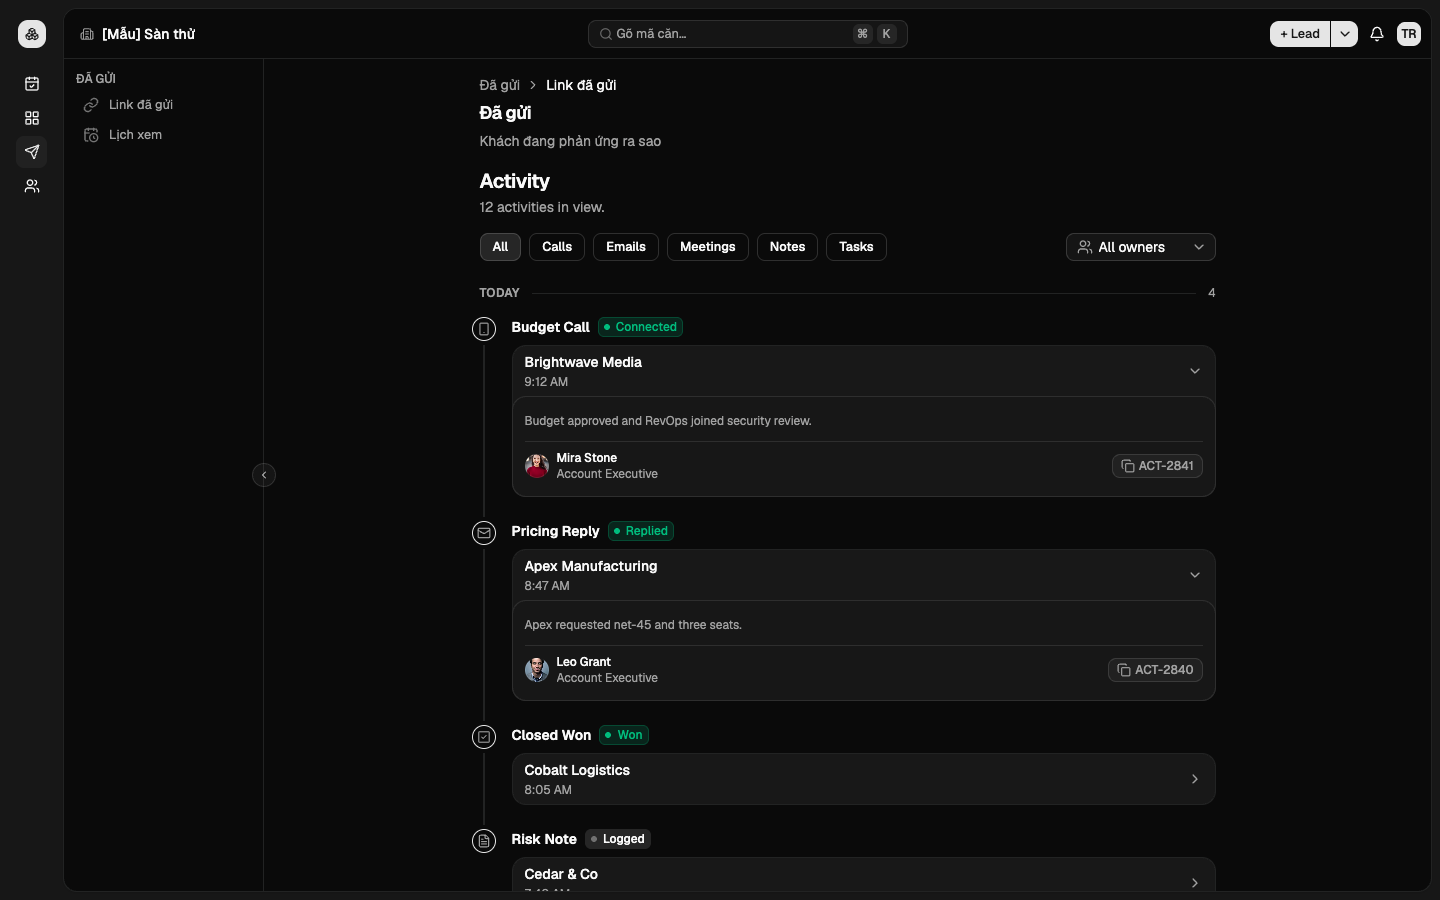 [Mẫu] Sàn thử
Gõ mã căn...
⌘ K
+ Lead
TR
ĐÃ GỬI
Link đã gửi
Lịch xem
Đã gửi > Link đã gửi
Đã gửi
Khách đang phản ứng ra sao
Activity
12 activities in view.
All Calls Emails Meetings Notes Tasks
All owners
TODAY 4
Budget Call Connected
Brightwave Media
9:12 AM
Budget approved and RevOps joined security review.
Mira Stone
Account Executive
ACT-2841
Pricing Reply Replied
Apex Manufacturing
8:47 AM
Apex requested net-45 and three seats.
Leo Grant
Account Executive
ACT-2840
Closed Won Won
Cobalt Logistics
8:05 AM
Risk Note Logged
Cedar & Co